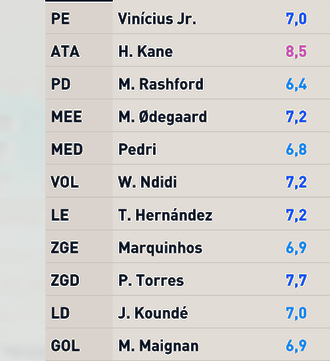 PE Vinícius Jr. 7,0
ATA H. Kane 8,5
PD M. Rashford 6,4
MEE M. Ødegaard 7,2
MED Pedri 6,8
VOL W. Ndidi 7,2
LE T. Hernández 7,2
ZGE Marquinhos 6,9
ZGD P. Torres 7,7
LD J. Koundé 7,0
GOL M. Maignan 6,9